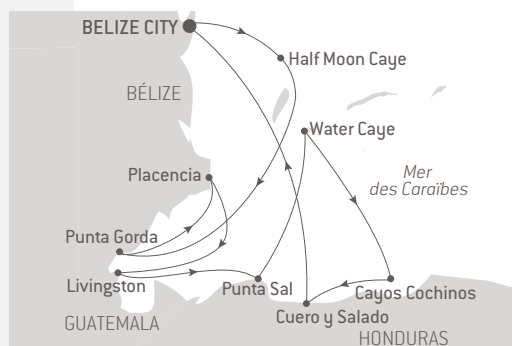 BELIZE CITY
Half Moon Caye
BÉLIZE
Water Caye
Placencia
Mer
des Caraïbes
Punta Gorda
Livingston
Punta Sal
Cayos Cochinos
Cuero y Salado
GUATEMALA
HONDURAS